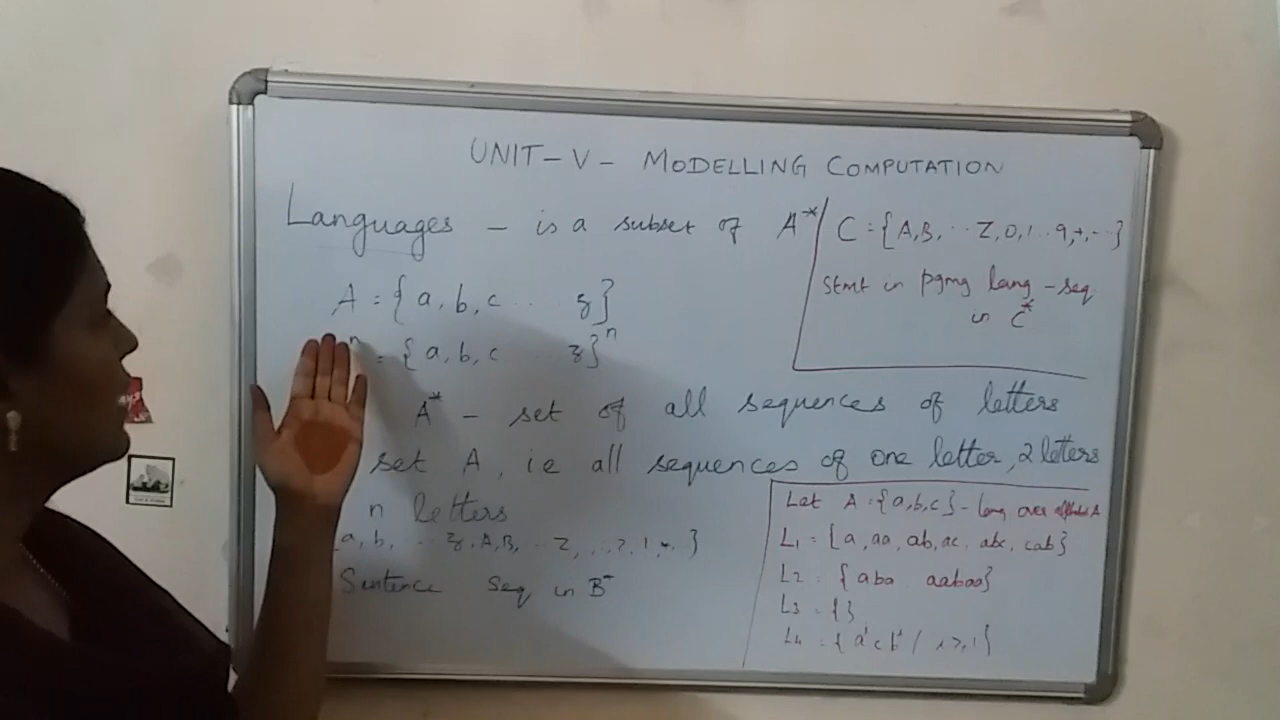 UNIT-V- MODELLING COMPUTATION
Languages - is a subset of A*
A = {a, b, c .. z}
n = {a, b, c .. z}ⁿ
A* - set of all sequences of letters
set A, ie all sequences of one letter, 2 letters
n letters
a, b, .. z, A, B, .. Z, , . ? , ! }
Sentence seq in B*
C = {A, B, .. Z, 0, 1 .. 9, +, - .. }
Stmt in pgmg lang - seq
in C*
Let A = {a, b, c} - lang over alphabet A
L1 = {a, aa, ab, ac, abc, cab}
L2 = {aba aabaa}
L3 = {}
L4 = {aⁱcbⁱ / i ≥ 1}